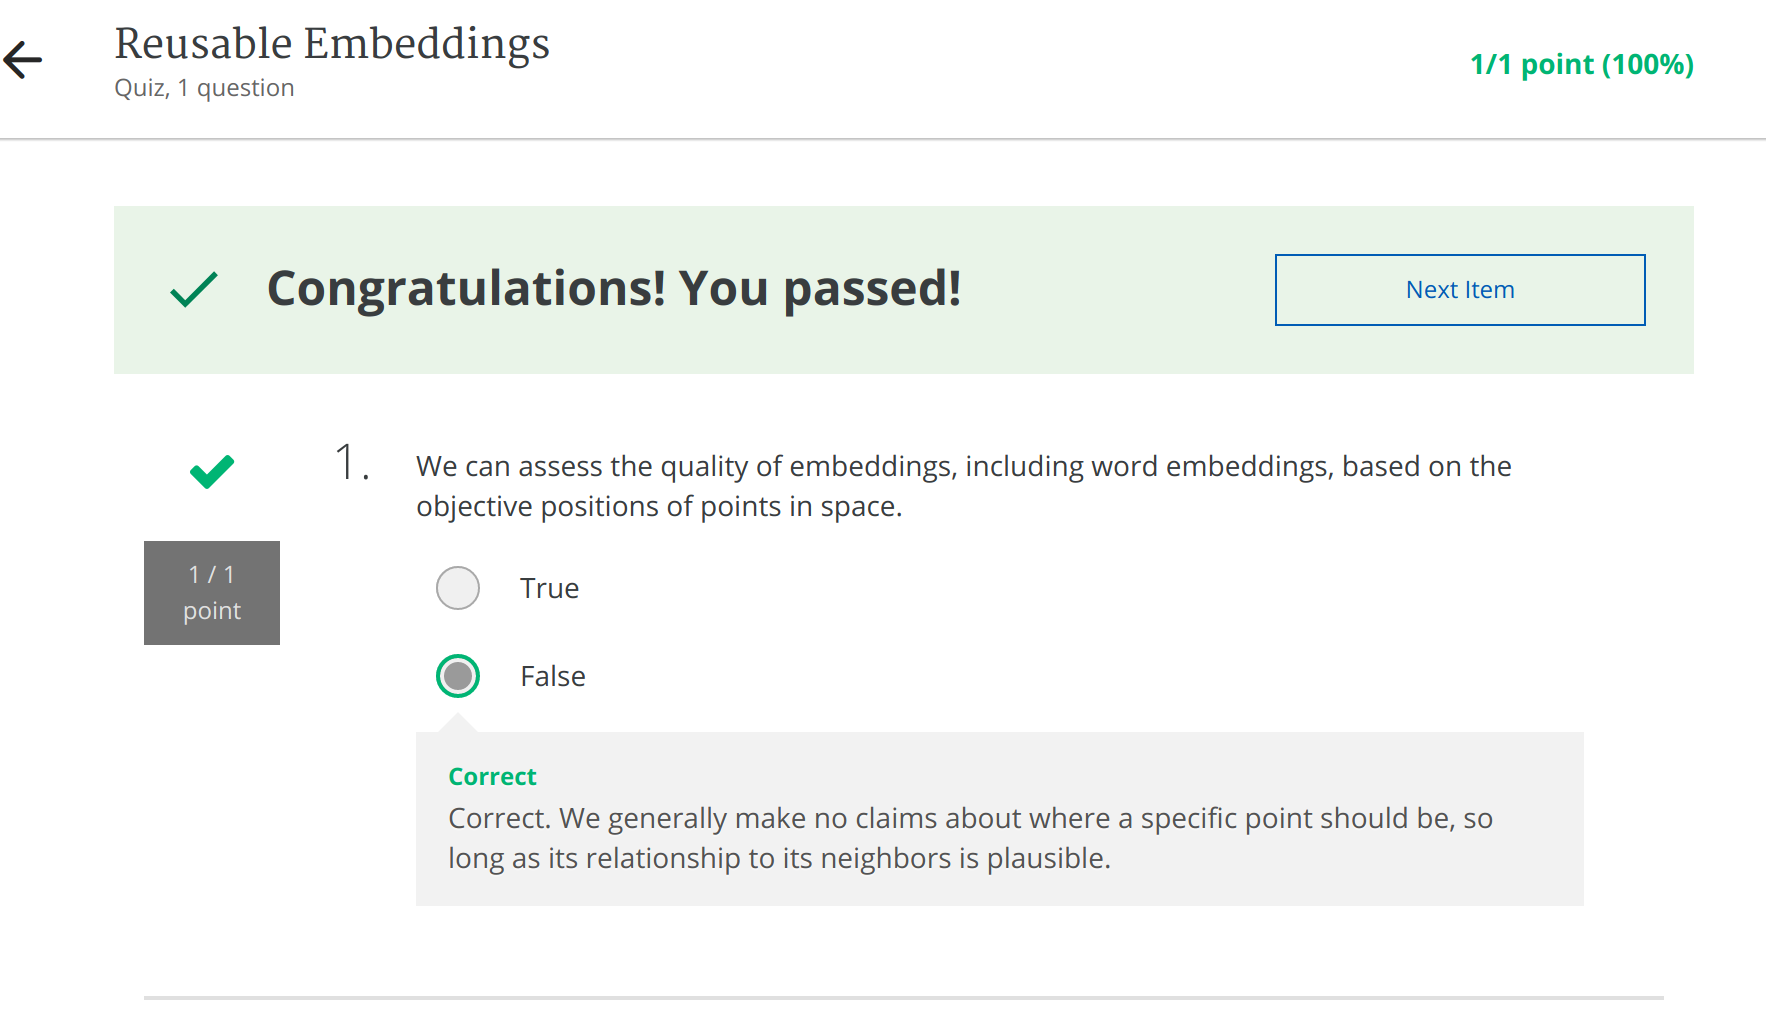 Reusable Embeddings
Quiz, 1 question
1/1 point (100%)
Congratulations! You passed!
Next Item
1 / 1
point
1.
We can assess the quality of embeddings, including word embeddings, based on the
objective positions of points in space.
True
False
Correct
Correct. We generally make no claims about where a specific point should be, so
long as its relationship to its neighbors is plausible.